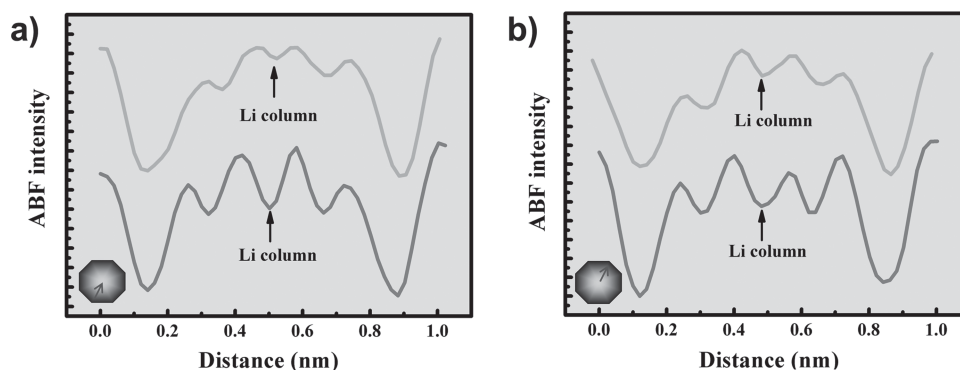 a)
ABF intensity
Li column
Li column
0.0 0.2 0.4 0.6 0.8 1.0
Distance (nm)
b)
ABF intensity
Li column
Li column
0.0 0.2 0.4 0.6 0.8 1.0
Distance (nm)